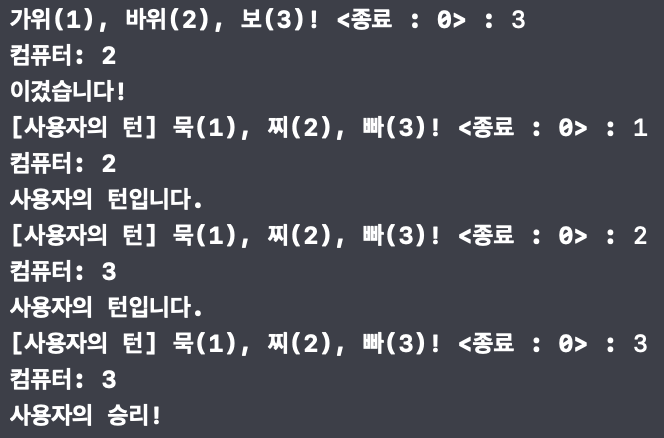 가위(1), 바위(2), 보(3)! <종료 : 0> : 3
컴퓨터: 2
이겼습니다!
[사용자의 턴] 묵(1), 찌(2), 빠(3)! <종료 : 0> : 1
컴퓨터: 2
사용자의 턴입니다.
[사용자의 턴] 묵(1), 찌(2), 빠(3)! <종료 : 0> : 2
컴퓨터: 3
사용자의 턴입니다.
[사용자의 턴] 묵(1), 찌(2), 빠(3)! <종료 : 0> : 3
컴퓨터: 3
사용자의 승리!